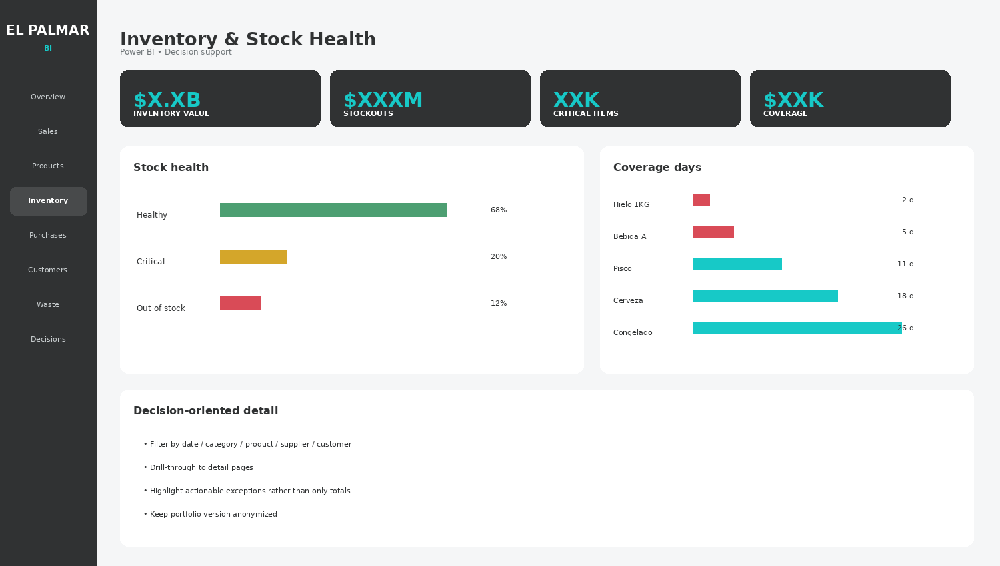 EL PALMAR
BI
Overview
Sales
Products
Inventory
Purchases
Customers
Waste
Decisions
Inventory & Stock Health
Power BI • Decision support
$X.XB
INVENTORY VALUE
$XXXM
STOCKOUTS
XXK
CRITICAL ITEMS
$XXK
COVERAGE
Stock health
Healthy 68%
Critical 20%
Out of stock 12%
Coverage days
Hielo 1KG 2 d
Bebida A 5 d
Pisco 11 d
Cerveza 18 d
Congelado 26 d
Decision-oriented detail
• Filter by date / category / product / supplier / customer
• Drill-through to detail pages
• Highlight actionable exceptions rather than only totals
• Keep portfolio version anonymized